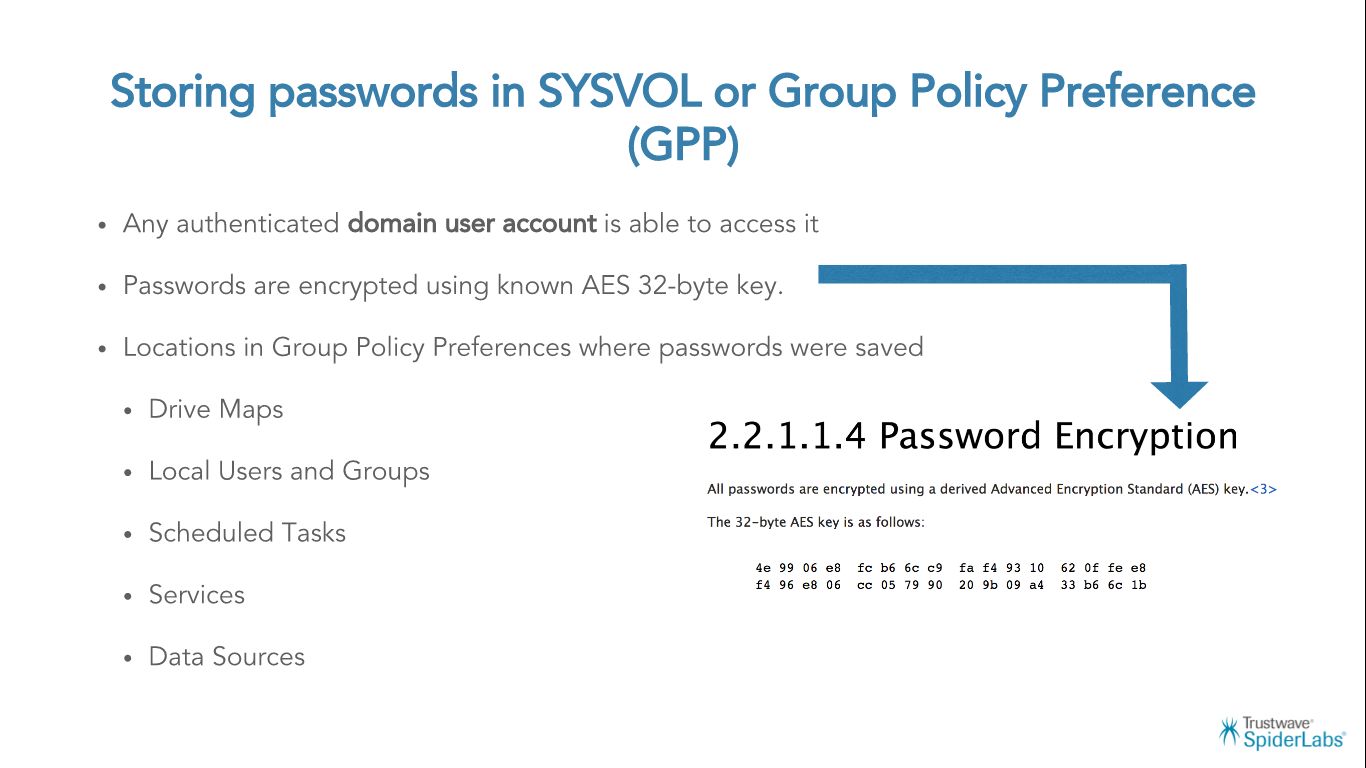 Storing passwords in SYSVOL or Group Policy Preference
(GPP)
• Any authenticated domain user account is able to access it
• Passwords are encrypted using known AES 32-byte key.
• Locations in Group Policy Preferences where passwords were saved
• Drive Maps
• Local Users and Groups
• Scheduled Tasks
• Services
• Data Sources
2.2.1.1.4 Password Encryption
All passwords are encrypted using a derived Advanced Encryption Standard (AES) key.<3>
The 32-byte AES key is as follows:
4e 99 06 e8 fc b6 6c c9 fa f4 93 10 62 0f fe e8
f4 96 e8 06 cc 05 79 90 20 9b 09 a4 33 b6 6c 1b
Trustwave®
SpiderLabs®